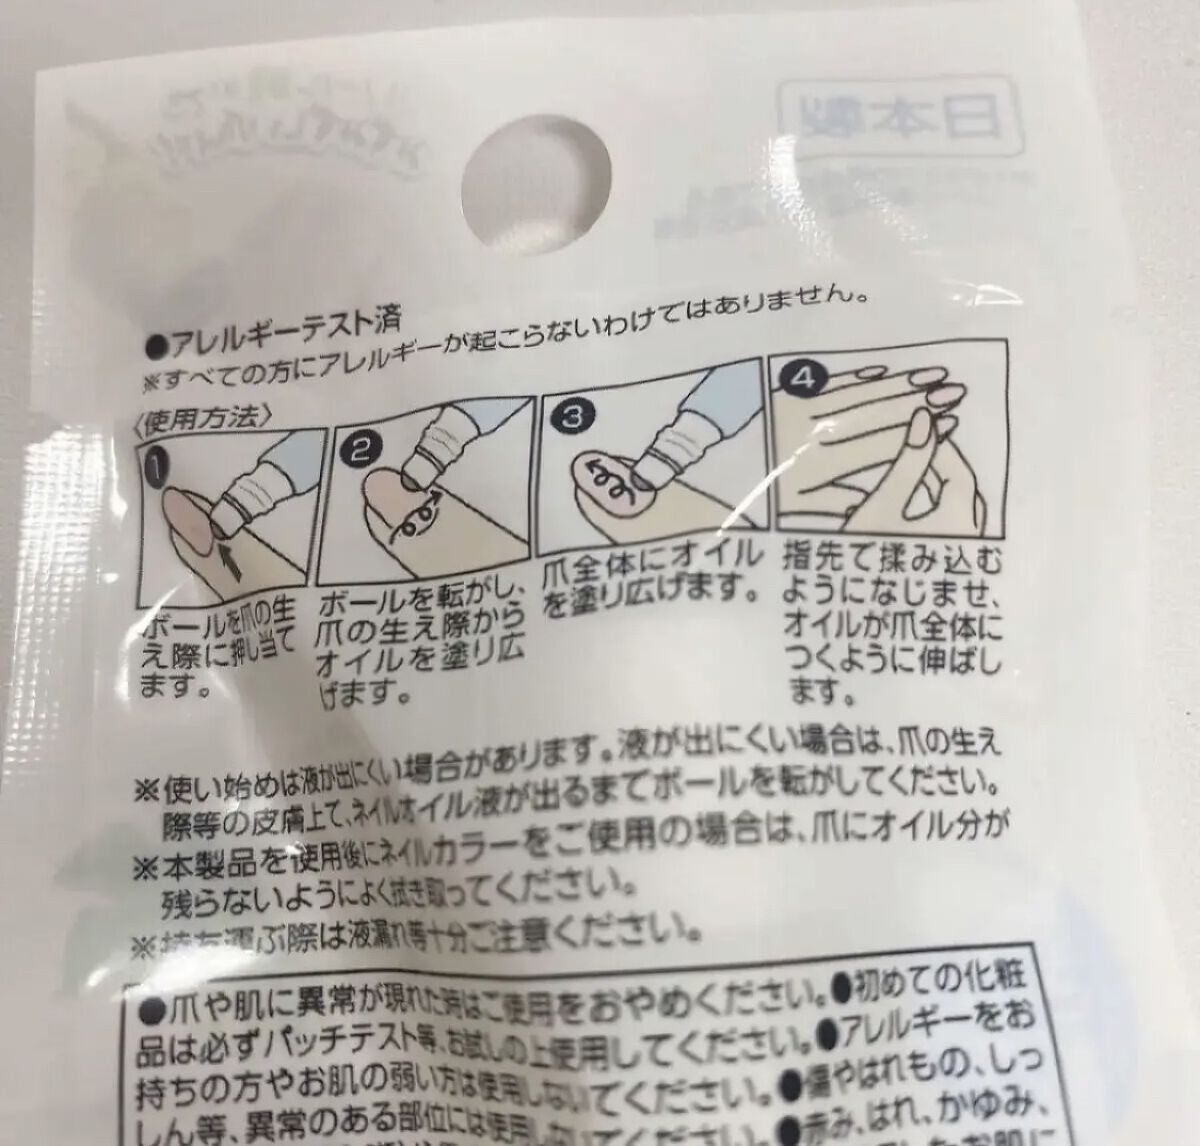 日本製
●アレルギーテスト済
※すべての方にアレルギーが起こらないわけではありません。
〈使用方法〉
1
ボールを爪の生
え際に押し当て
ます。
2
ボールを転がし、
爪の生え際から
オイルを塗り広
げます。
3
爪全体にオイル
を塗り広げます。
4
指先で揉み込む
ようになじませ、
オイルが爪全体に
つくように伸ばし
ます。
※使い始めは液が出にくい場合があります。液が出にくい場合は、爪の生え
際等の皮膚上で、ネイルオイル液が出るまでボールを転がしてください。
※本製品を使用後にネイルカラーをご使用の場合は、爪にオイル分が
残らないようによく拭き取ってください。
※持ち運ぶ際は液漏れ等十分ご注意ください。
●爪や肌に異常が現れた時はご使用をおやめください。●初めての化粧
品は必ずパッチテスト等、お試しの上使用してください。●アレルギーをお
持ちの方やお肌の弱い方は使用しないでください。●傷やはれもの、しっ
しん等、異常のある部位には使用しないでください。●赤み、はれ、かゆみ、